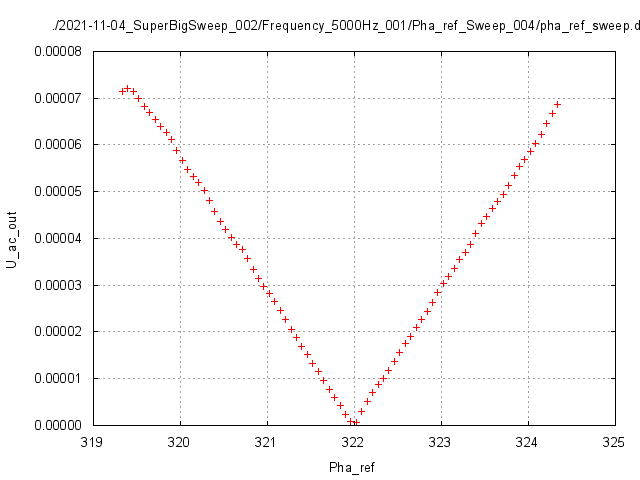 ./2021-11-04_SuperBigSweep_002/Frequency_5000Hz_001/Pha_ref_Sweep_004/pha_ref_sweep.d
0.00008
0.00007
0.00006
0.00005
0.00004
0.00003
0.00002
0.00001
0.00000
U_ac_out
319 320 321 322 323 324 325
Pha_ref